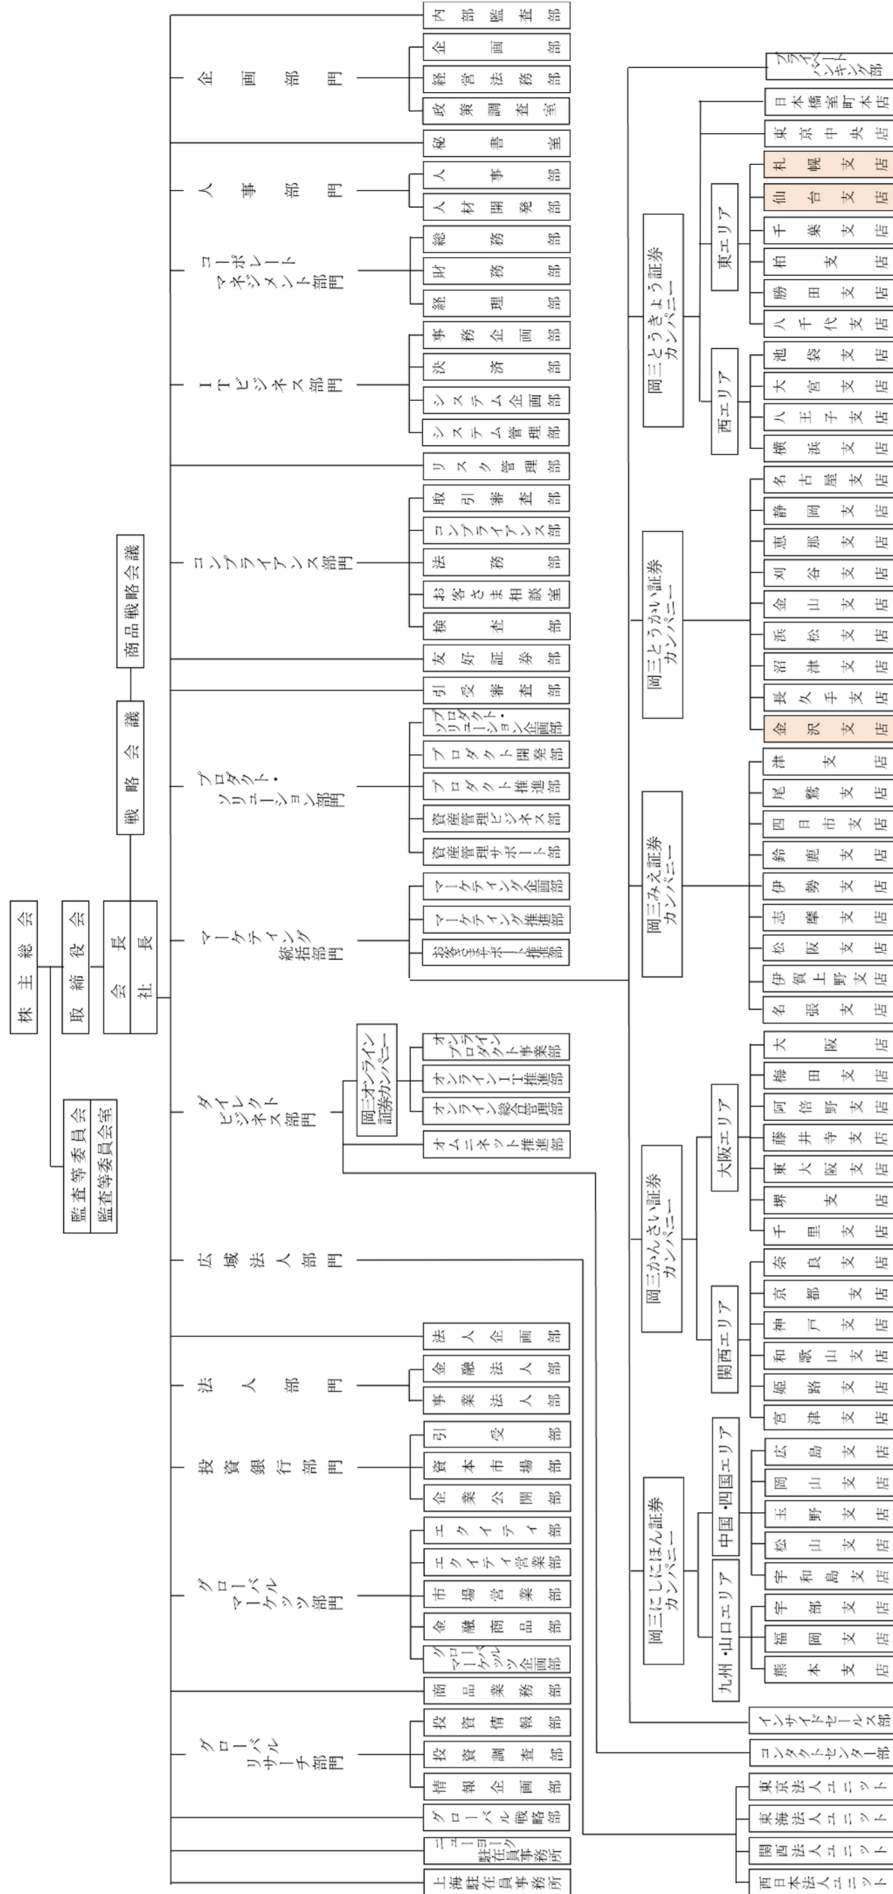 株主総会
監査等委員会
監査等委員会室
取締役会
会長
社長
戦略会議
商品戦略会議
上海駐在員事務所
ニューヨーク
駐在員事務所
グローバル戦略部
グローバル
リサーチ部門
情報企画部
投資調査部
投資情報部
商品業務部
グローバル
マーケッツ部門
グローバル
マーケッツ企画部
金融商品部
市場営業部
エクイティ営業部
エクイティ部
投資銀行部門
企業公開部
資本市場部
引受部
法人部門
事業法人部
金融法人部
法人企画部
広域法人部門
ダイレクト
ビジネス部門
オムニネット推進部
岡三オンライン
証券カンパニー
オンライン総合管理部
オンラインIT推進部
オンライン
プロダクト事業部
マーケティング
統括部門
お客さまサポート推進部
マーケティング推進部
マーケティング企画部
プロダクト・
ソリューション部門
資産管理サポート部
資産管理ビジネス部
プロダクト推進部
プロダクト開発部
プロダクト・
ソリューション企画部
引受審査部
友好証券部
コンプライアンス部門
検査部
お客さま相談室
法務部
コンプライアンス部
取引審査部
リスク管理部
ITビジネス部門
システム管理部
システム企画部
決済部
事務企画部
コーポレート
マネジメント部門
経理部
財務部
総務部
人事部門
人材開発部
人事部
秘書室
企画部門
政策調査室
経営法務部
企画部
内部監査部
西日本法人ユニット
関西法人ユニット
東海法人ユニット
東京法人ユニット
コンタクトセンター部
インサイドセールス部
岡三にしにほん証券
カンパニー
九州・山口エリア
熊本支店
福岡支店
宇部支店
中国・四国エリア
宇和島支店
松山支店
玉野支店
岡山支店
広島支店
岡三かんさい証券
カンパニー
関西エリア
宮津支店
姫路支店
和歌山支店
神戸支店
京都支店
奈良支店
大阪エリア
千里支店
堺支店
東大阪支店
藤井寺支店
阿倍野支店
梅田支店
大阪店
岡三みえ証券
カンパニー
名張支店
伊賀上野支店
松阪支店
志摩支店
伊勢支店
鈴鹿支店
四日市支店
尾鷲支店
津支店
岡三とうかい証券
カンパニー
金沢支店
長久手支店
沼津支店
浜松支店
金山支店
刈谷支店
恵那支店
静岡支店
名古屋支店
岡三とうきょう証券
カンパニー
西エリア
横浜支店
八王子支店
大宮支店
池袋支店
東エリア
八千代支店
勝田支店
柏支店
千葉支店
仙台支店
札幌支店
東京中央店
日本橋室町本店
プライベート
バンキング部